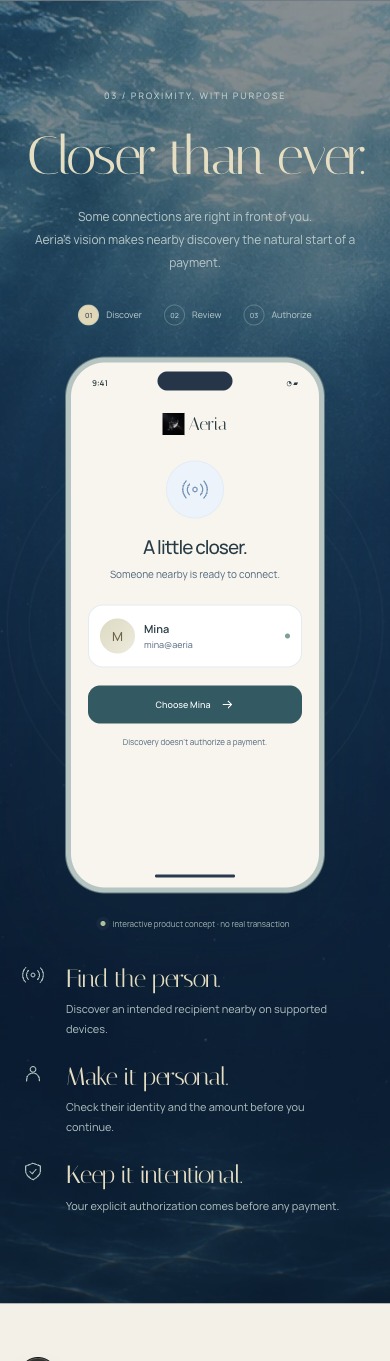 03 / PROXIMITY, WITH PURPOSE
Closer than ever.
Some connections are right in front of you.
Aeria's vision makes nearby discovery the natural start of a
payment.
01 Discover 02 Review 03 Authorize
9:41
Aeria
A little closer.
Someone nearby is ready to connect.
M
Mina
mina@aeria
Choose Mina →
Discovery doesn't authorize a payment.
Interactive product concept · no real transaction
Find the person.
Discover an intended recipient nearby on supported
devices.
Make it personal.
Check their identity and the amount before you
continue.
Keep it intentional.
Your explicit authorization comes before any payment.